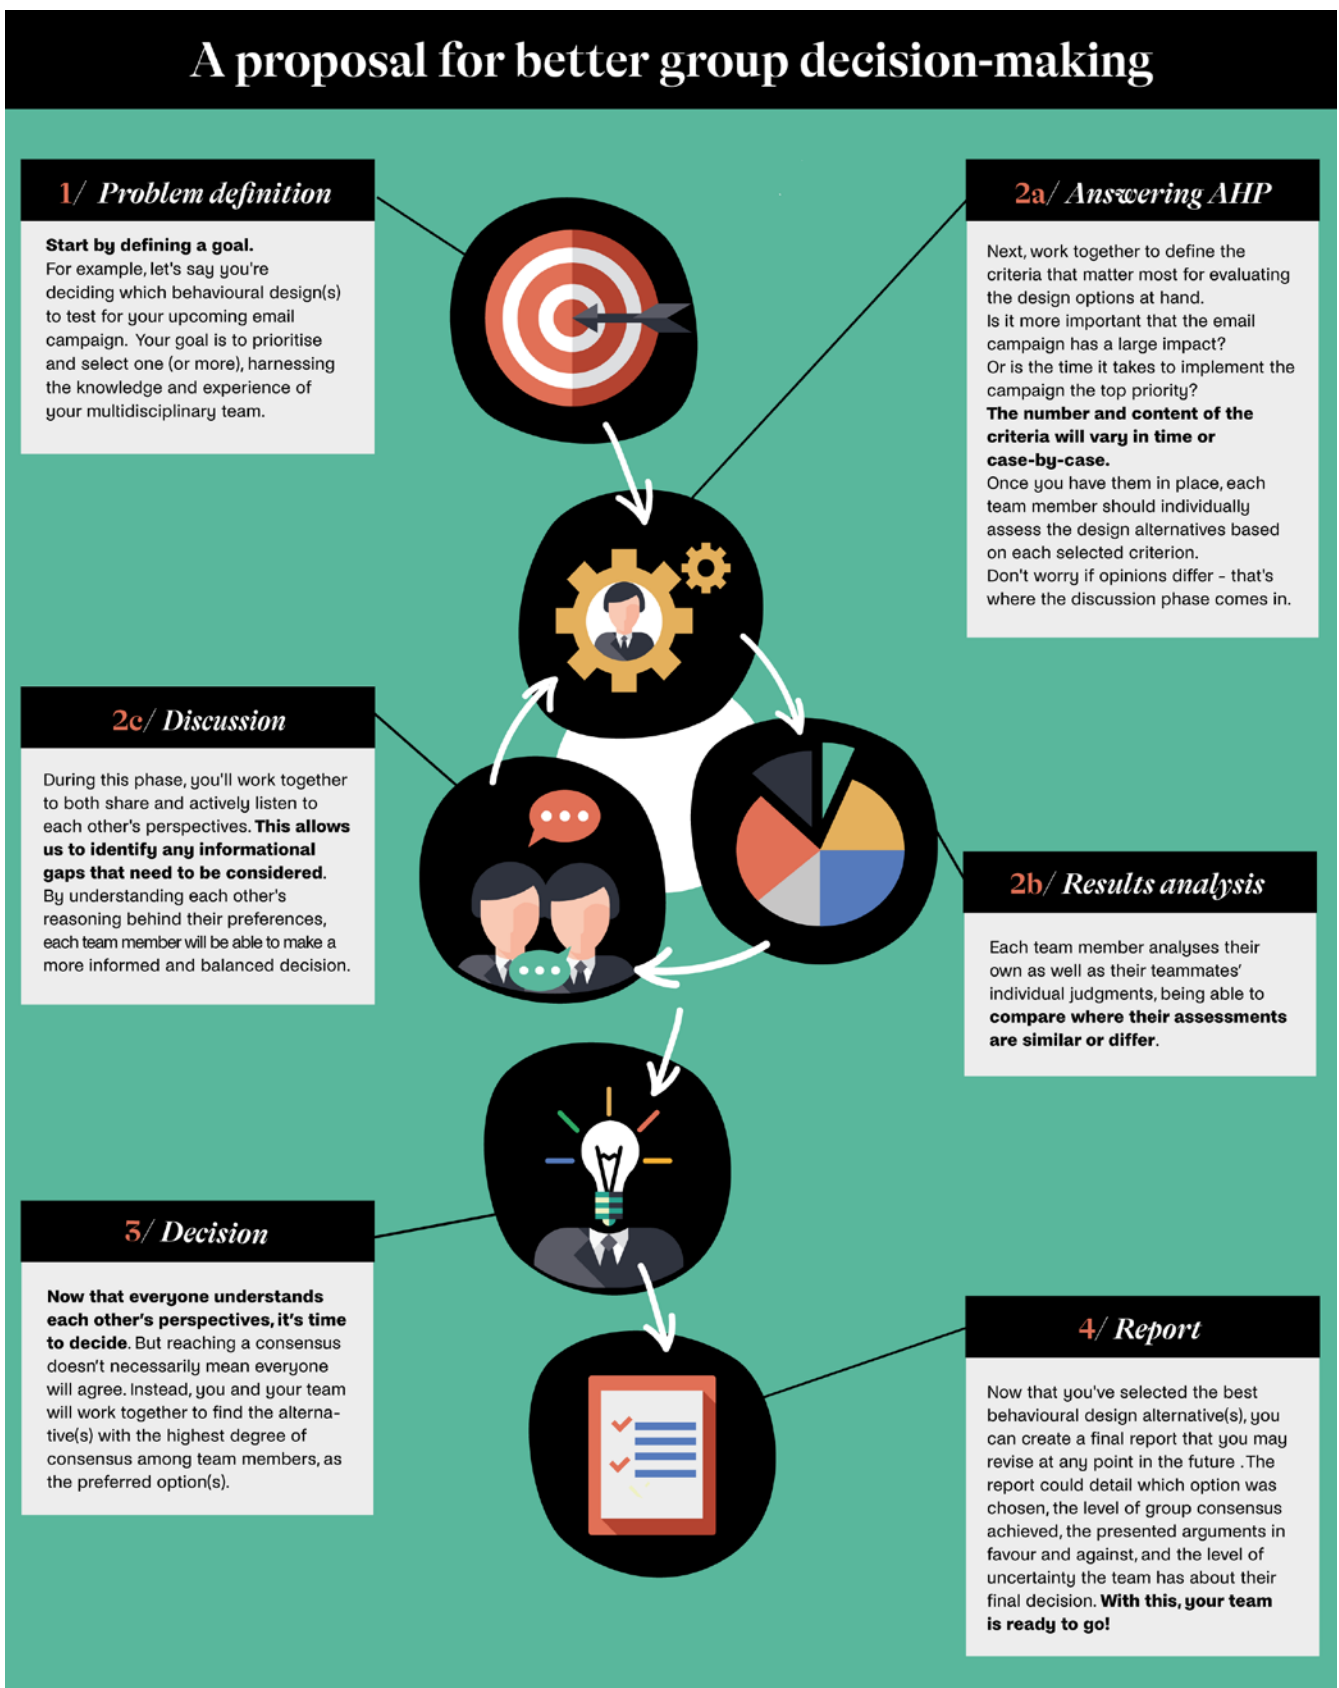 A proposal for better group decision-making
1/ Problem definition
Start by defining a goal.
For example, let's say you're
deciding which behavioural design(s)
to test for your upcoming email
campaign. Your goal is to prioritise
and select one (or more), harnessing
the knowledge and experience of
your multidisciplinary team.
2a/ Answering AHP
Next, work together to define the
criteria that matter most for evaluating
the design options at hand.
Is it more important that the email
campaign has a large impact?
Or is the time it takes to implement the
campaign the top priority?
The number and content of the
criteria will vary in time or
case-by-case.
Once you have them in place, each
team member should individually
assess the design alternatives based
on each selected criterion.
Don't worry if opinions differ - that's
where the discussion phase comes in.
2b/ Results analysis
Each team member analyses their
own as well as their teammates'
individual judgments, being able to
compare where their assessments
are similar or differ.
2c/ Discussion
During this phase, you'll work together
to both share and actively listen to
each other's perspectives. This allows
us to identify any informational
gaps that need to be considered.
By understanding each other's
reasoning behind their preferences,
each team member will be able to make a
more informed and balanced decision.
3/ Decision
Now that everyone understands
each other's perspectives, it's time
to decide. But reaching a consensus
doesn't necessarily mean everyone
will agree. Instead, you and your team
will work together to find the alterna-
tive(s) with the highest degree of
consensus among team members, as
the preferred option(s).
4/ Report
Now that you've selected the best
behavioural design alternative(s), you
can create a final report that you may
revise at any point in the future . The
report could detail which option was
chosen, the level of group consensus
achieved, the presented arguments in
favour and against, and the level of
uncertainty the team has about their
final decision. With this, your team
is ready to go!